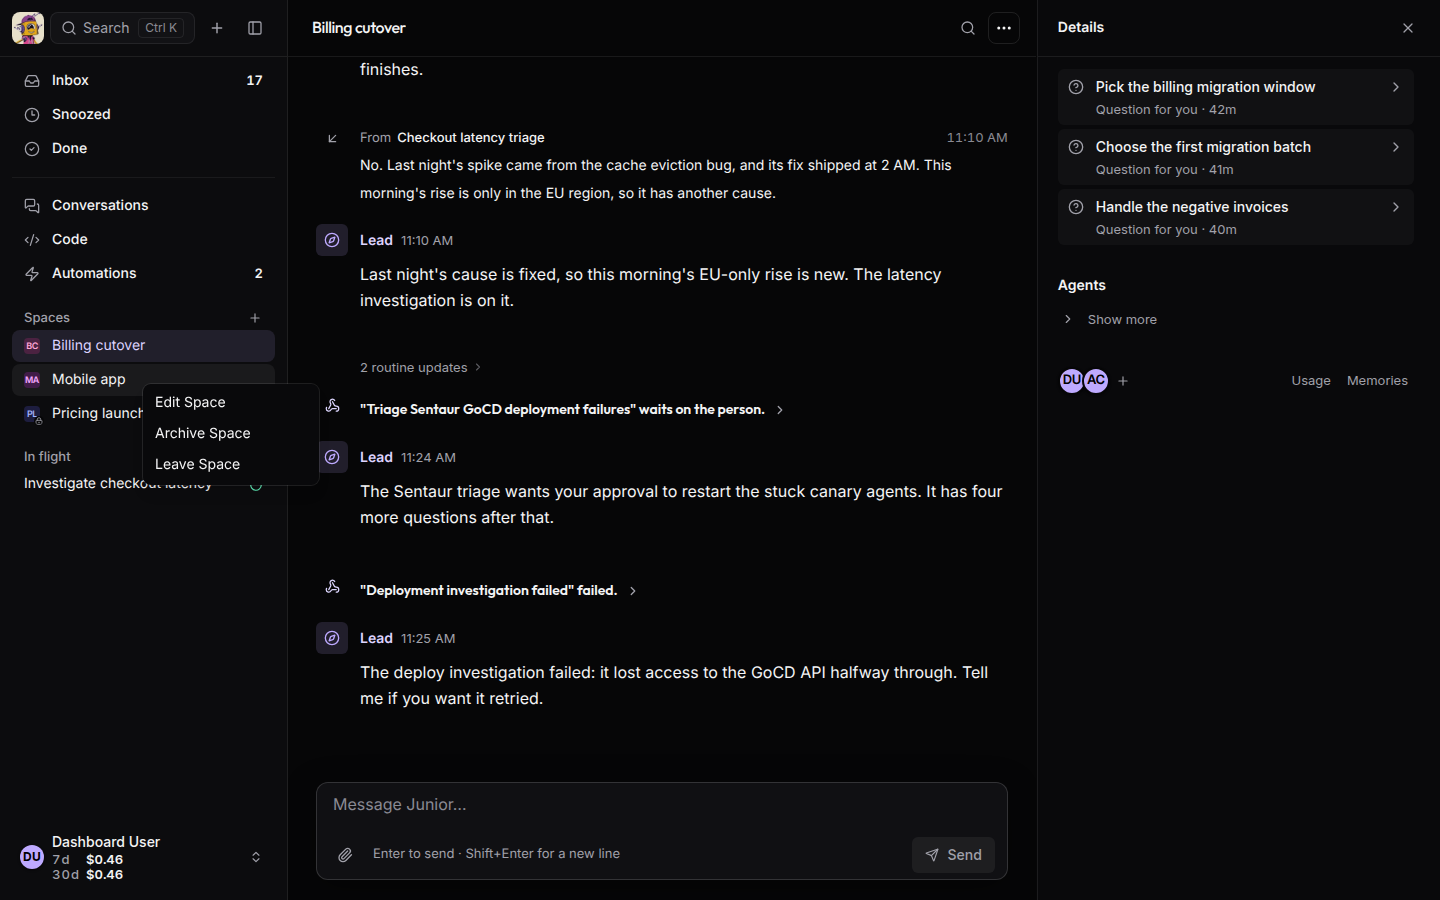 Search
Ctrl K
Inbox
17
Snoozed
Done
Conversations
Code
Automations
2
Spaces
BC
Billing cutover
MA
Mobile app
PL
Pricing launch
Edit Space
Archive Space
Leave Space
In flight
Investigate checkout latency
DU
Dashboard User
7d $0.46
30d $0.46
Billing cutover
finishes.
From Checkout latency triage
11:10 AM
No. Last night's spike came from the cache eviction bug, and its fix shipped at 2 AM. This
morning's rise is only in the EU region, so it has another cause.
Lead 11:10 AM
Last night's cause is fixed, so this morning's EU-only rise is new. The latency
investigation is on it.
2 routine updates
"Triage Sentaur GoCD deployment failures" waits on the person.
Lead 11:24 AM
The Sentaur triage wants your approval to restart the stuck canary agents. It has four
more questions after that.
"Deployment investigation failed" failed.
Lead 11:25 AM
The deploy investigation failed: it lost access to the GoCD API halfway through. Tell
me if you want it retried.
Message Junior...
Enter to send · Shift+Enter for a new line
Send
Details
Pick the billing migration window
Question for you · 42m
Choose the first migration batch
Question for you · 41m
Handle the negative invoices
Question for you · 40m
Agents
Show more
DU
AC
Usage
Memories